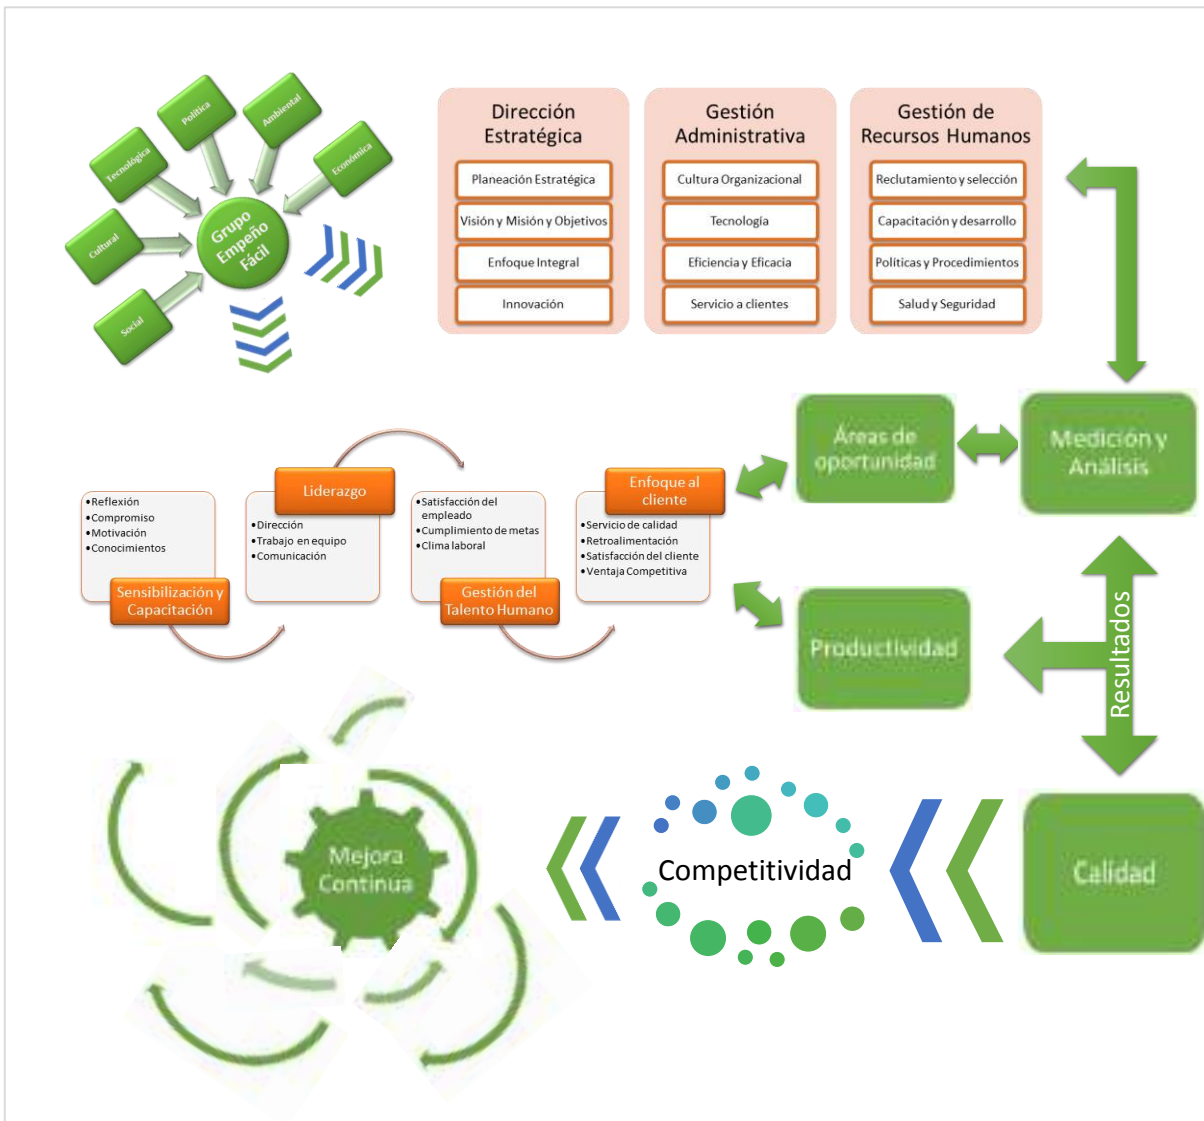 Política
Ambiental
Tecnológica
Económica
Cultural
Social
Grupo
Empeño
Fácil
Dirección
Estratégica
Planeación Estratégica
Visión y Misión y Objetivos
Enfoque Integral
Innovación
Gestión
Administrativa
Cultura Organizacional
Tecnología
Eficiencia y Eficacia
Servicio a clientes
Gestión de
Recursos Humanos
Reclutamiento y selección
Capacitación y desarrollo
Políticas y Procedimientos
Salud y Seguridad
Áreas de
oportunidad
Medición y
Análisis
•Reflexión
•Compromiso
•Motivación
•Conocimientos
Sensibilización y
Capacitación
Liderazgo
•Dirección
•Trabajo en equipo
•Comunicación
•Satisfacción del
empleado
•Cumplimiento de metas
•Clima laboral
Gestión del
Talento Humano
Enfoque al
cliente
•Servicio de calidad
•Retroalimentación
•Satisfacción del cliente
•Ventaja Competitiva
Productividad
Resultados
Mejora
Continua
Competitividad
Calidad